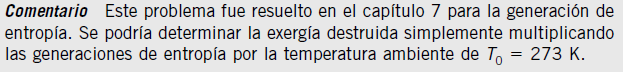 Comentario Este problema fue resuelto en el capítulo 7 para la generación de
entropía. Se podría determinar la exergía destruida simplemente multiplicando
las generaciones de entropía por la temperatura ambiente de T₀ = 273 K.